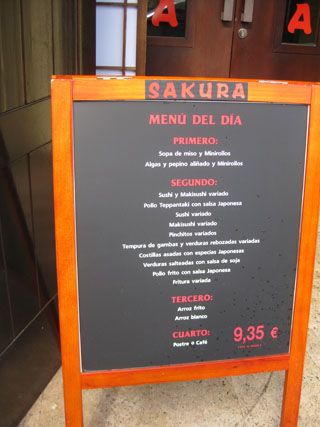 A
A
SAKURA
MENÚ DEL DÍA
PRIMERO:
Sopa de miso y Minirollos
Algas y pepino aliñado y Minirollos
SEGUNDO:
Sushi y Makisushi variado
Pollo Teppantaki con salsa Japonesa
Sushi variado
Makisushi variado
Pinchitos variados
Tempura de gambas y verduras rebozadas variadas
Costillas asadas con especias Japonesas
Verduras salteadas con salsa de soja
Pollo frito con salsa Japonesa
Fritura variada
TERCERO:
Arroz frito
Arroz blanco
CUARTO:
Postre o Café
9,35 €